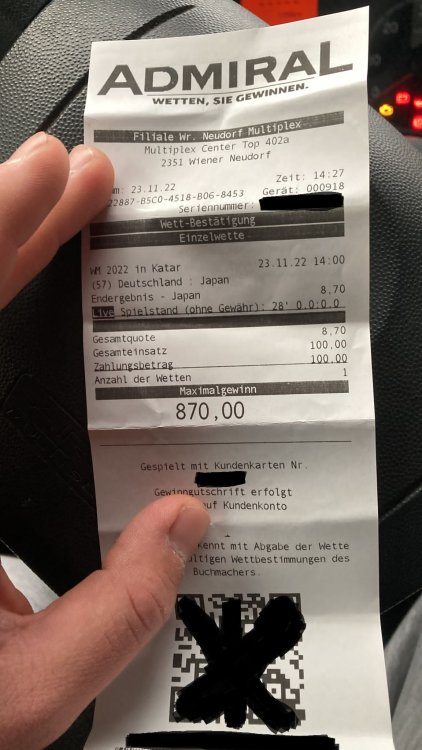 ADMIRAL
WETTEN, SIE GEWINNEN.
Filiale Wr. Neudorf Multiplex
Multiplex Center Top 402a
2351 Wiener Neudorf
um: 23.11.22 Zeit: 14:27
22887-B5C0-4518-B06-8453 Gerät: 000918
Seriennummer:
Wett-Bestätigung
Einzelwette
WM 2022 in Katar 23.11.22 14:00
(57) Deutschland : Japan
Endergebnis - Japan 8,70
Live Spielstand (ohne Gewähr): 28' 0:0:0:0
Gesamtquote 8,70
Gesamteinsatz 100,00
Zahlungsbetrag 100,00
Anzahl der Wetten 1
Maximalgewinn
870,00
Gespielt mit Kundenkarten Nr.
Gewinngutschrift erfolgt
auf Kundenkonto
kennt mit Abgabe der Wette
ültigen Wettbestimmungen des
Buchmachers.